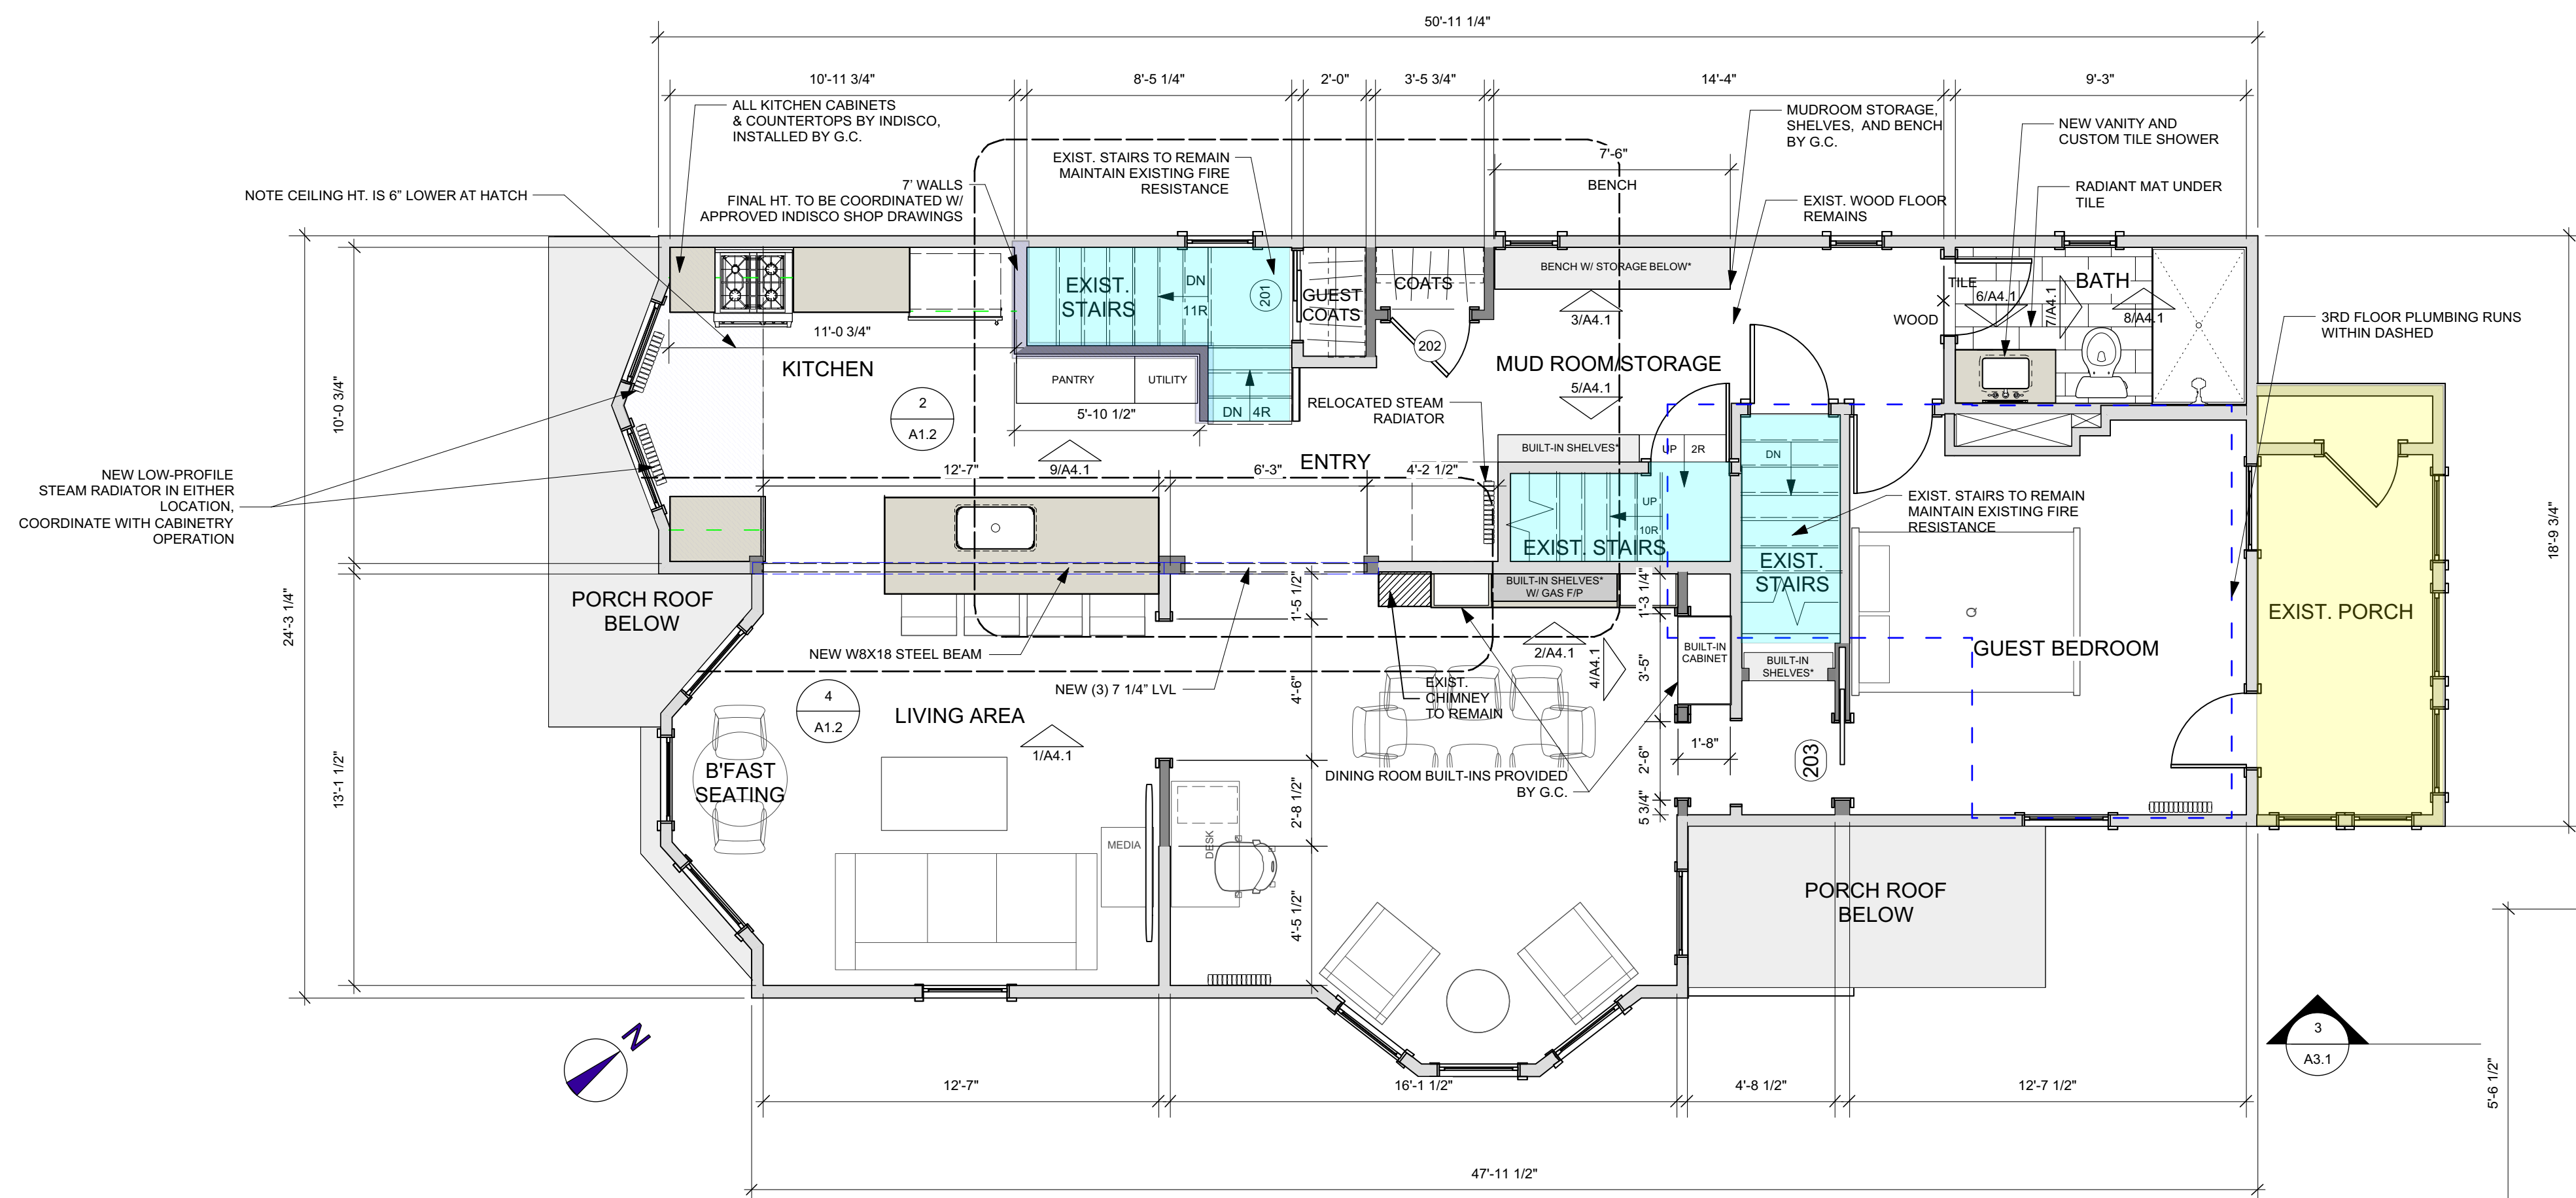 50'-11 1/4"
10'-11 3/4"
8'-5 1/4"
2'-0"
3'-5 3/4"
14'-4"
9'-3"
ALL KITCHEN CABINETS
& COUNTERTOPS BY INDISCO,
INSTALLED BY G.C.
MUDROOM STORAGE,
SHELVES, AND BENCH
BY G.C.
NEW VANITY AND
CUSTOM TILE SHOWER
EXIST. STAIRS TO REMAIN
MAINTAIN EXISTING FIRE
RESISTANCE
7'-6"
BENCH
NOTE CEILING HT. IS 6” LOWER AT HATCH
7’ WALLS
FINAL HT. TO BE COORDINATED W/
APPROVED INDISCO SHOP DRAWINGS
EXIST. WOOD FLOOR
REMAINS
RADIANT MAT UNDER
TILE
EXIST.
STAIRS
DN
11R
201
GUEST
COATS
COATS
BENCH W/ STORAGE BELOW*
TILE
BATH
6/A4.1
7/A4.1
8/A4.1
3/A4.1
WOOD
3RD FLOOR PLUMBING RUNS
WITHIN DASHED
11'-0 3/4"
202
KITCHEN
MUD ROOM/STORAGE
PANTRY
UTILITY
5/A4.1
2
A1.2
5'-10 1/2"
DN
4R
RELOCATED STEAM
RADIATOR
10'-0 3/4"
BUILT-IN SHELVES*
UP
2R
DN
12'-7"
9/A4.1
6'-3"
ENTRY
4'-2 1/2"
NEW LOW-PROFILE
STEAM RADIATOR IN EITHER
LOCATION,
COORDINATE WITH CABINETRY
OPERATION
UP
10R
EXIST. STAIRS
EXIST. STAIRS TO REMAIN
MAINTAIN EXISTING FIRE
RESISTANCE
EXIST.
STAIRS
18'-9 3/4"
24'-3 1/4"
PORCH ROOF
BELOW
1'-5 1/2"
BUILT-IN SHELVES*
W/ GAS F/P
1'-3 1/4"
Q
EXIST. PORCH
GUEST BEDROOM
NEW W8X18 STEEL BEAM
2/A4.1
4/A4.1
BUILT-IN
CABINET
BUILT-IN
SHELVES*
3'-5"
NEW (3) 7 1/4” LVL
4'-6"
EXIST.
CHIMNEY
TO REMAIN
4
A1.2
LIVING AREA
1/A4.1
1'-8"
2'-6"
203
B'FAST
SEATING
DINING ROOM BUILT-INS PROVIDED
BY G.C.
13'-1 1/2"
2'-8 1/2"
5 3/4"
MEDIA
DESK
PORCH ROOF
BELOW
4'-5 1/2"
N
3
A3.1
12'-7"
16'-1 1/2"
4'-8 1/2"
12'-7 1/2"
5'-6 1/2"
47'-11 1/2"